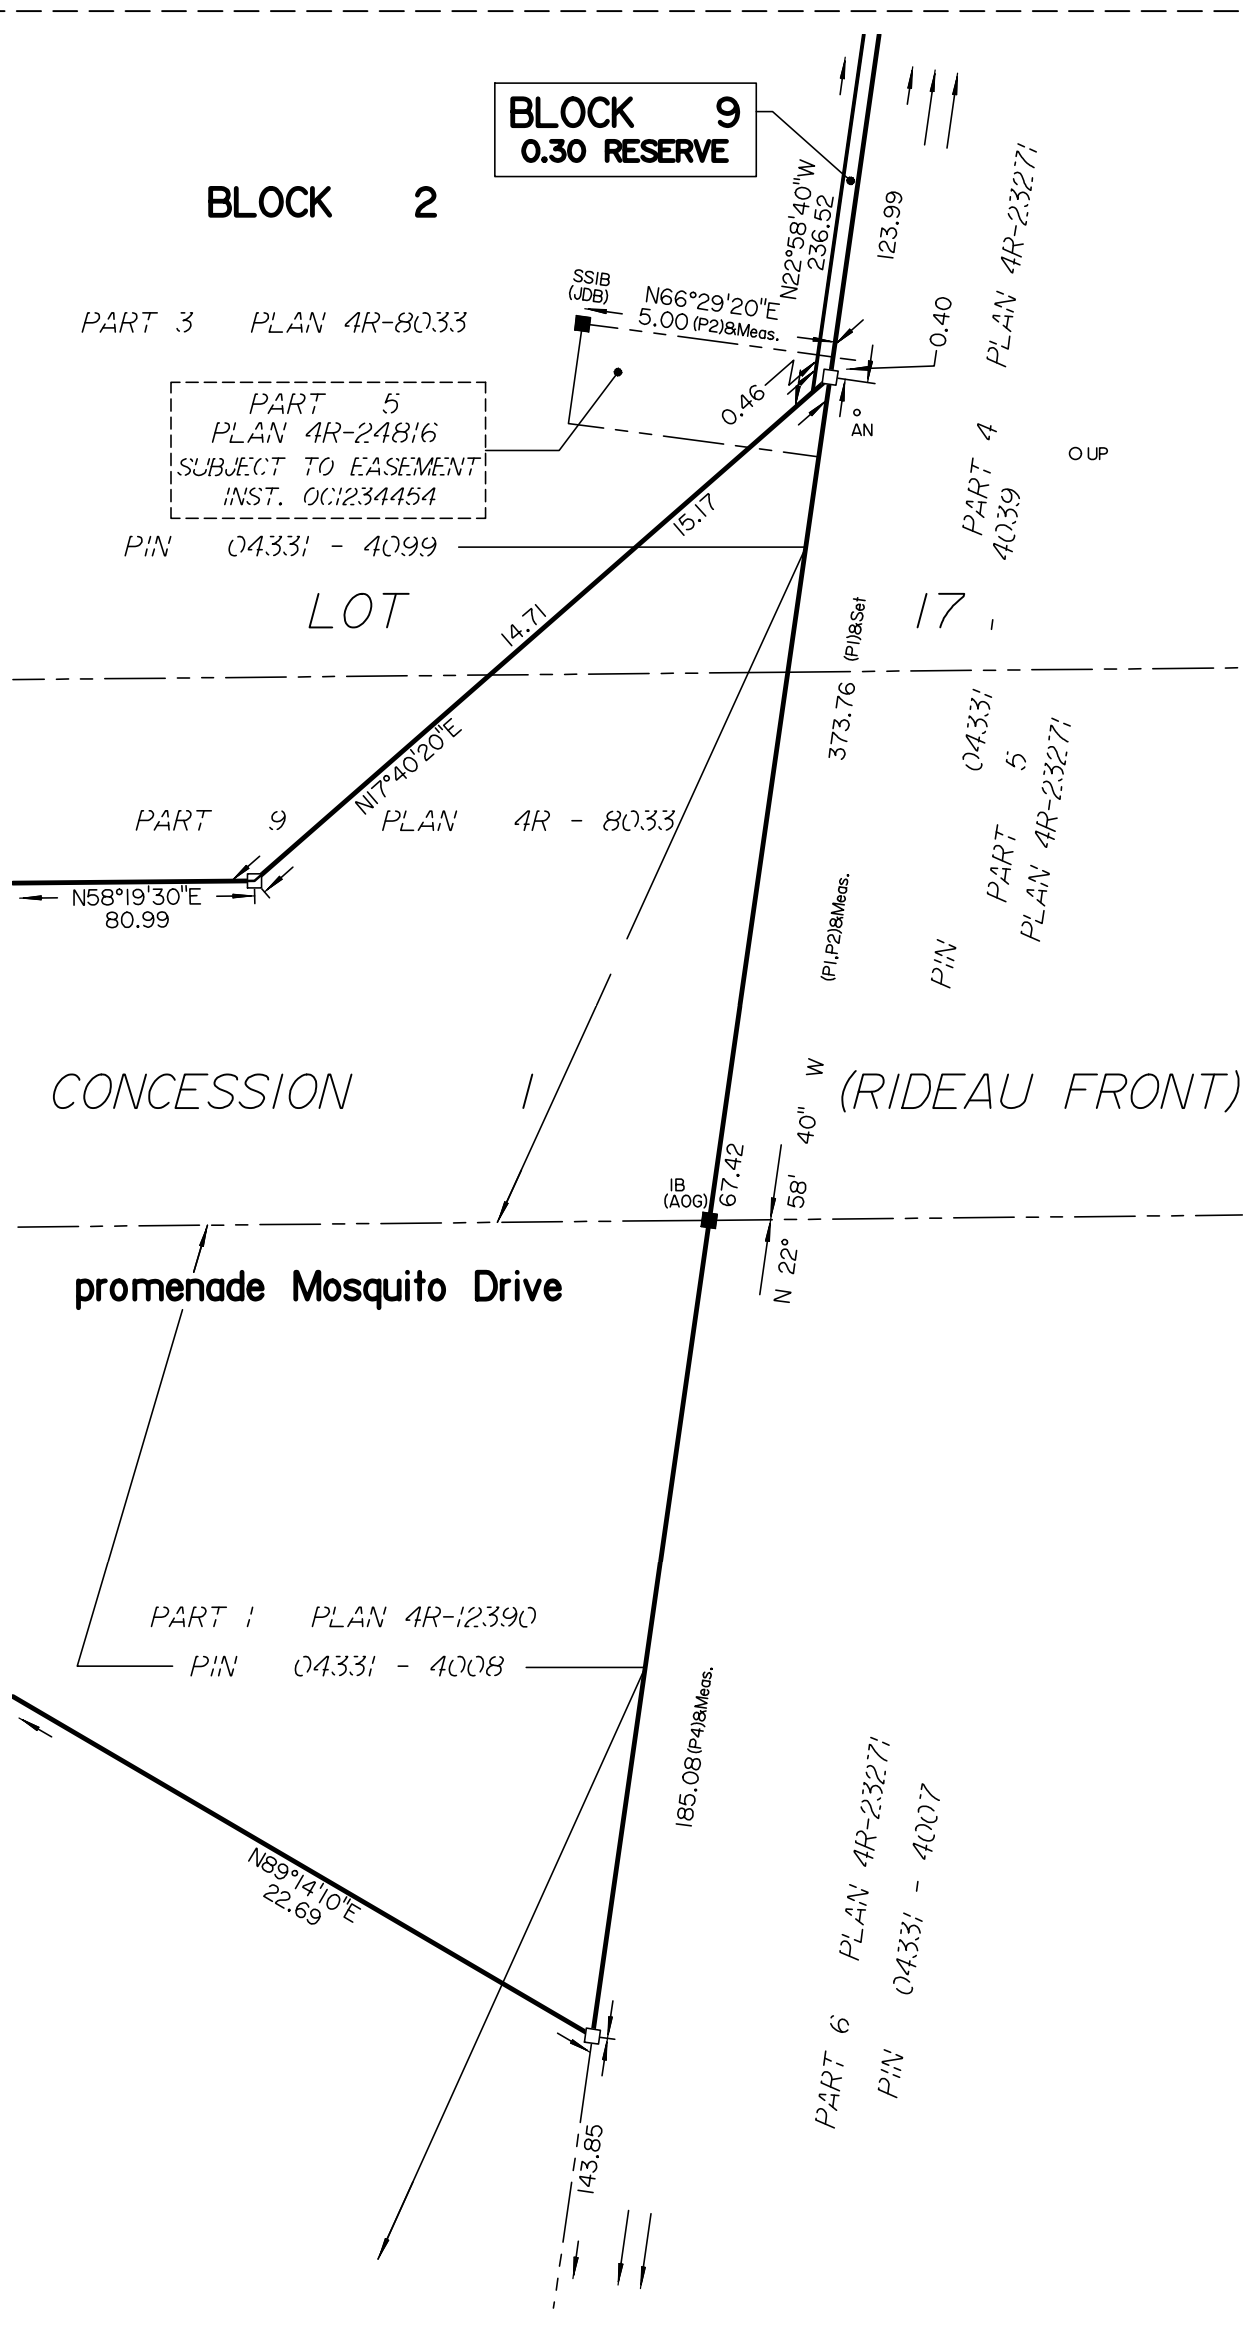 BLOCK 9
0.30 RESERVE
BLOCK 2
N22°58'40"W
236.52
123.99
PLAN 4R-23271
SSIB
(JDB)
N66°29'20"E
5.00 (P2)&Meas.
PART 3 PLAN 4R-8033
0.40
PART 5
PLAN 4R-24816
SUBJECT TO EASEMENT
INST. OC1234454
0.46
AN
PART 4
UP
15.17
PIN 04331 - 4099
LOT 17
14.71
373.76 (P1)&Set
PIN 04331 - 4039
PART 5
PLAN 4R-23271
N17°40'20"E
PART 9 PLAN 4R - 8033
N58°19'30"E
80.99
(P1,P2)&Meas.
CONCESSION 1 (RIDEAU FRONT)
N 22° 58' 40" W
67.42
IB
(AOG)
promenade Mosquito Drive
PART 1 PLAN 4R-12390
PIN 04331 - 4008
185.08(P4)&Meas.
N89°14'10"E
22.69
PART 6 PLAN 4R-23271
PIN 04331 - 4007
143.85